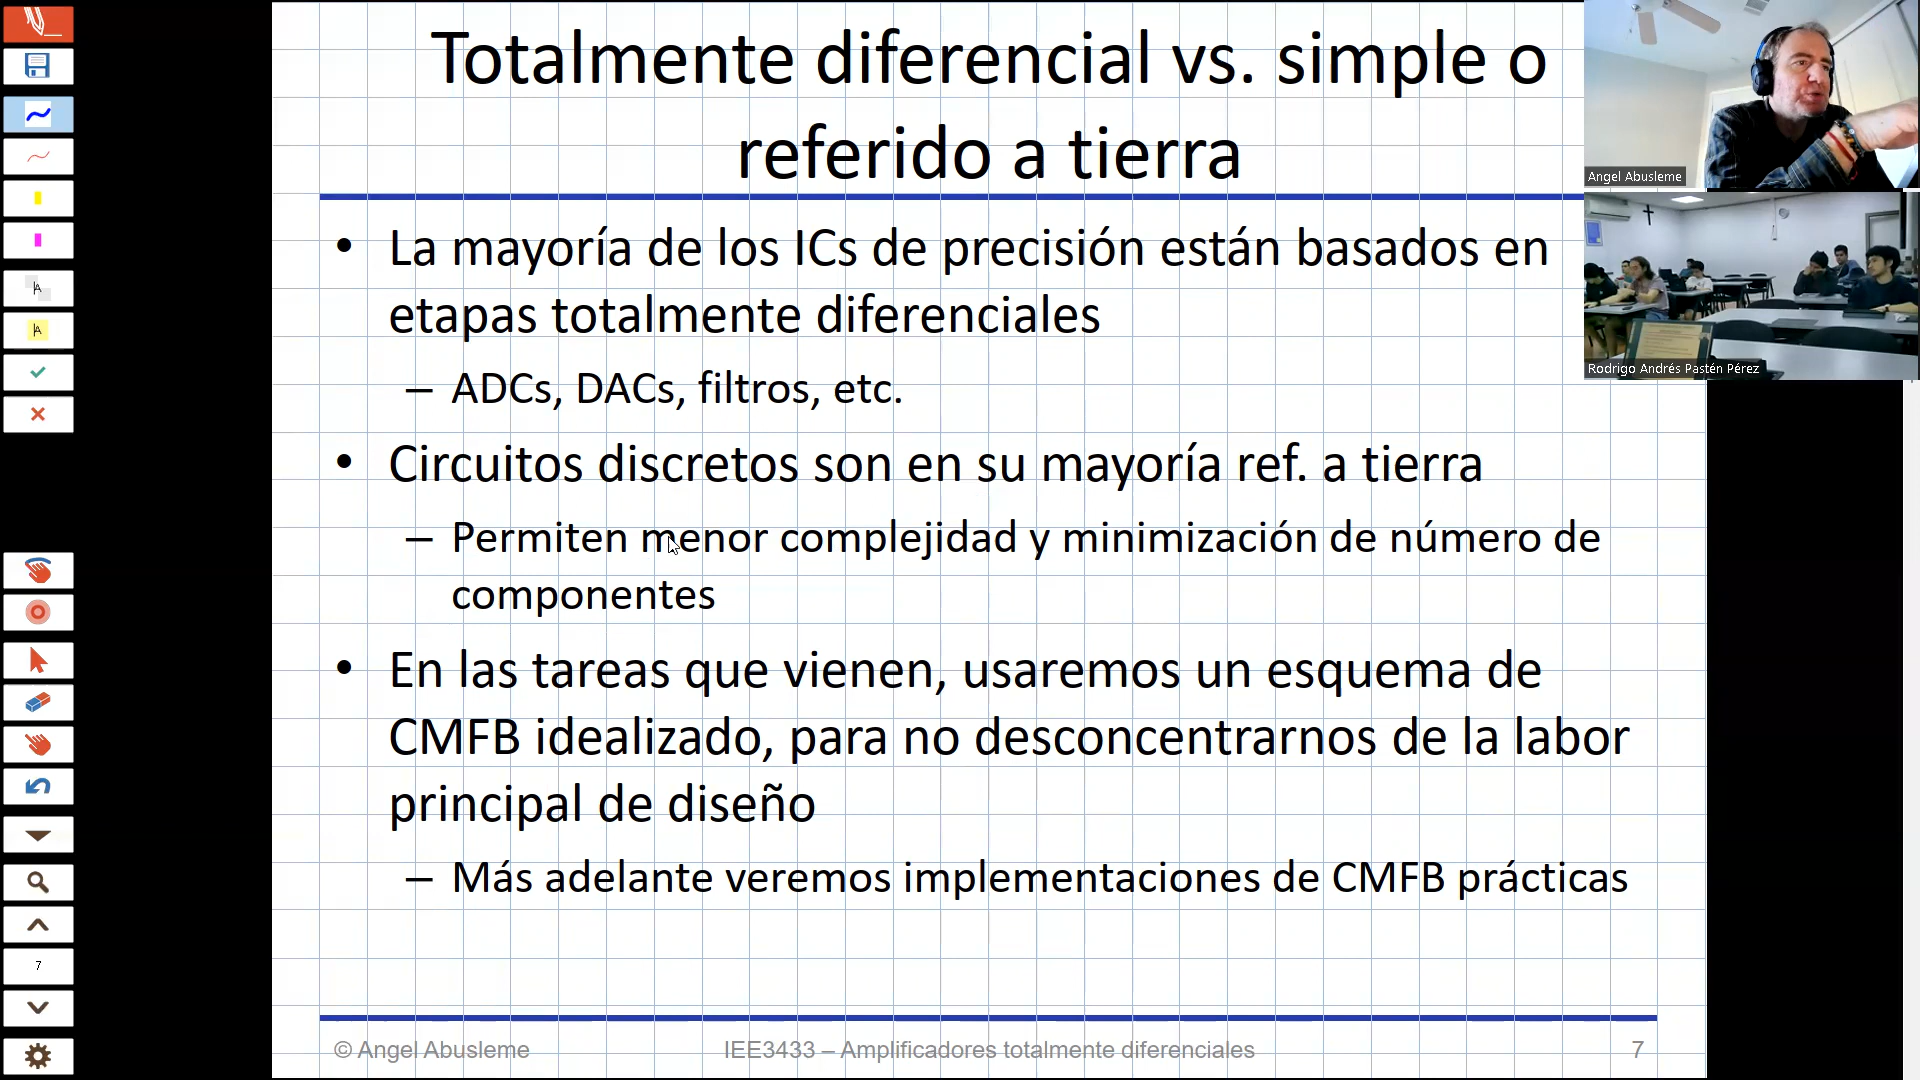 Totalmente diferencial vs. simple o
referido a tierra
• La mayoría de los ICs de precisión están basados en
etapas totalmente diferenciales
– ADCs, DACs, filtros, etc.
• Circuitos discretos son en su mayoría ref. a tierra
– Permiten menor complejidad y minimización de número de
componentes
• En las tareas que vienen, usaremos un esquema de
CMFB idealizado, para no desconcentrarnos de la labor
principal de diseño
– Más adelante veremos implementaciones de CMFB prácticas
© Angel Abusleme
IEE3433 – Amplificadores totalmente diferenciales
7
Angel Abusleme
Rodrigo Andrés Pastén Pérez
A
A
7